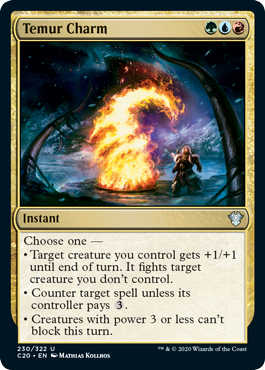 Temur Charm
Instant
Choose one —
• Target creature you control gets +1/+1
until end of turn. It fights target
creature you don't control.
• Counter target spell unless its
controller pays 3.
• Creatures with power 3 or less can't
block this turn.
230/322 U
C20 • EN Mathias Kollros
™ & © 2020 Wizards of the Coast